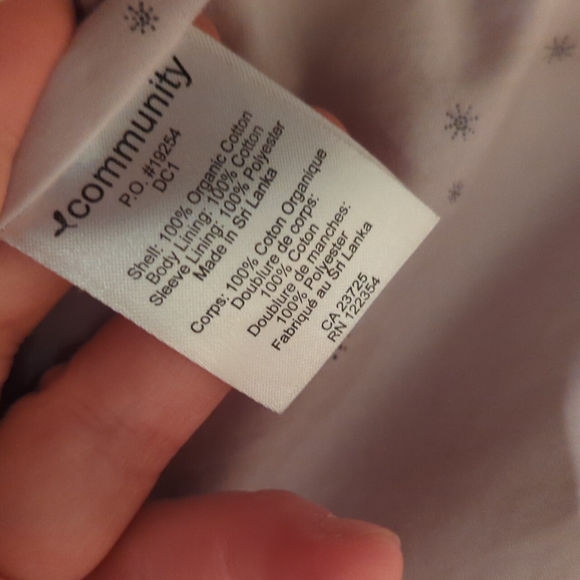 community
P.O. #19254
DC1
Shell: 100% Organic Cotton
Body Lining: 100% Cotton
Sleeve Lining: 100% Polyester
Made in Sri Lanka
Corps: 100% Coton Organique
Doublure de corps:
100% Coton
Doublure de manches:
100% Polyester
Fabriqué au Sri Lanka
CA 23725
RN 122354